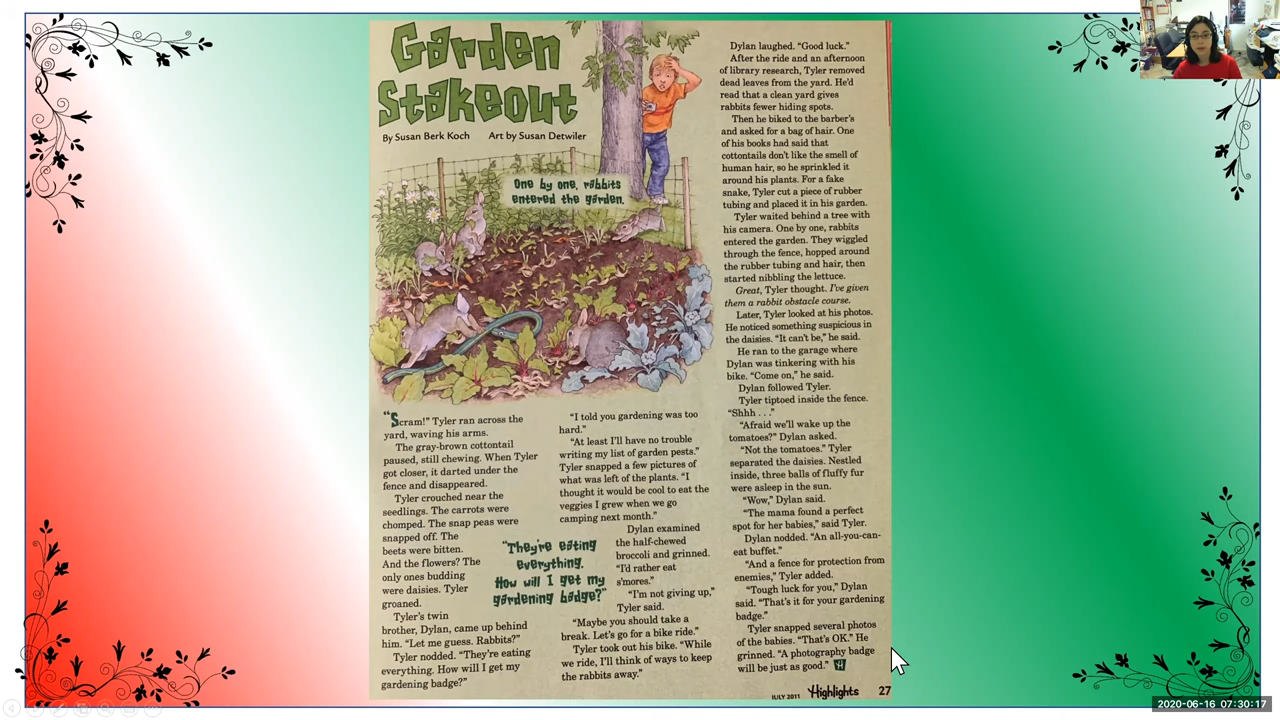 Garden
Stakeout
By Susan Berk Koch Art by Susan Detwiler
One by one, rabbits
entered the garden.
"Scram!" Tyler ran across the
yard, waving his arms.
The gray-brown cottontail
paused, still chewing. When Tyler
got closer, it darted under the
fence and disappeared.
Tyler crouched near the
seedlings. The carrots were
chomped. The snap peas were
snapped off. The
beets were bitten.
And the flowers? The
only ones budding
were daisies. Tyler
groaned.
Tyler's twin
brother, Dylan, came up behind
him. "Let me guess. Rabbits?"
Tyler nodded. "They're eating
everything. How will I get my
gardening badge?"
"They're eating
everything.
How will I get my
gardening badge?"
"I told you gardening was too
hard."
"At least I'll have no trouble
writing my list of garden pests."
Tyler snapped a few pictures of
what was left of the plants. "I
thought it would be cool to eat the
veggies I grew when we go
camping next month."
Dylan examined
the half-chewed
broccoli and grinned.
"I'd rather eat
s'mores."
"I'm not giving up,"
Tyler said.
"Maybe you should take a
break. Let's go for a bike ride."
Tyler took out his bike. "While
we ride, I'll think of ways to keep
the rabbits away."
Dylan laughed. "Good luck."
After the ride and an afternoon
of library research, Tyler removed
dead leaves from the yard. He'd
read that a clean yard gives
rabbits fewer hiding spots.
Then he biked to the barber's
and asked for a bag of hair. One
of his books had said that
cottontails don't like the smell of
human hair, so he sprinkled it
around his plants. For a fake
snake, Tyler cut a piece of rubber
tubing and placed it in his garden.
Tyler waited behind a tree with
his camera. One by one, rabbits
entered the garden. They wiggled
through the fence, hopped around
the rubber tubing and hair, then
started nibbling the lettuce.
Great, Tyler thought. I've given
them a rabbit obstacle course.
Later, Tyler looked at his photos.
He noticed something suspicious in
the daisies. "It can't be," he said.
He ran to the garage where
Dylan was tinkering with his
bike. "Come on," he said.
Dylan followed Tyler.
Tyler tiptoed inside the fence.
"Shhh . . ."
"Afraid we'll wake up the
tomatoes?" Dylan asked.
"Not the tomatoes." Tyler
separated the daisies. Nestled
inside, three balls of fluffy fur
were asleep in the sun.
"Wow," Dylan said.
"The mama found a perfect
spot for her babies," said Tyler.
Dylan nodded. "An all-you-can-
eat buffet."
"And a fence for protection from
enemies," Tyler added.
"Tough luck for you," Dylan
said. "That's it for your gardening
badge."
Tyler snapped several photos
of the babies. "That's OK." He
grinned. "A photography badge
will be just as good."
JULY 2011 Highlights 27
2020-06-16 07:30:17